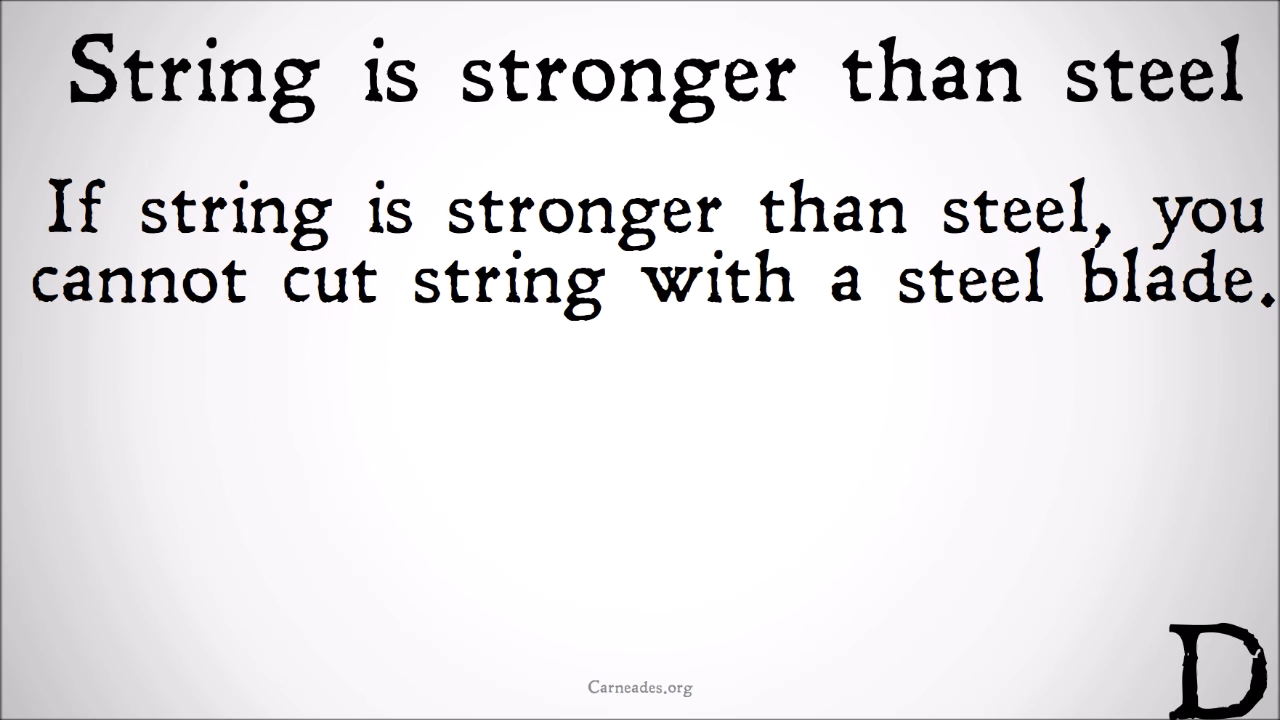 String is stronger than steel
If string is stronger than steel, you
cannot cut string with a steel blade.
Carneades.org
D